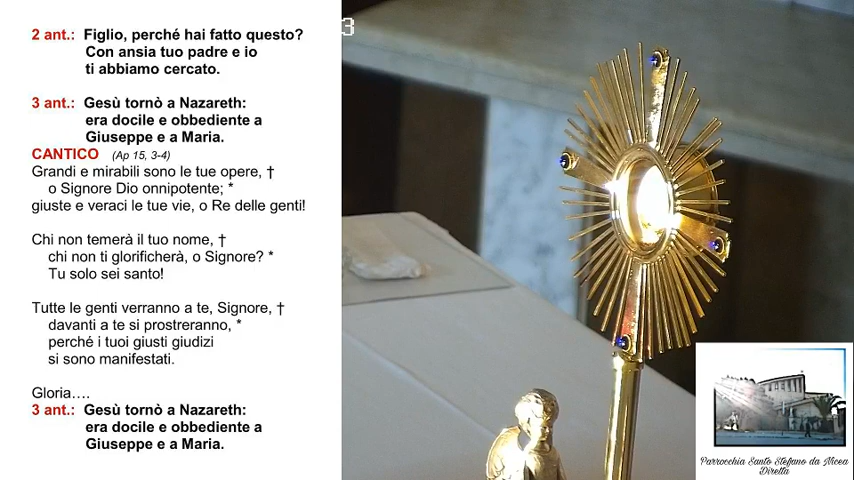 2 ant.: Figlio, perché hai fatto questo?
Con ansia tuo padre e io
ti abbiamo cercato.
3 ant.: Gesù tornò a Nazareth:
era docile e obbediente a
Giuseppe e a Maria.
CANTICO (Ap 15, 3-4)
Grandi e mirabili sono le tue opere, †
o Signore Dio onnipotente; *
giuste e veraci le tue vie, o Re delle genti!
Chi non temerà il tuo nome, †
chi non ti glorificherà, o Signore? *
Tu solo sei santo!
Tutte le genti verranno a te, Signore, †
davanti a te si prostreranno, *
perché i tuoi giusti giudizi
si sono manifestati.
Gloria….
3 ant.: Gesù tornò a Nazareth:
era docile e obbediente a
Giuseppe e a Maria.
3
Parrocchia Santo Stefano da Nicea
Diretta